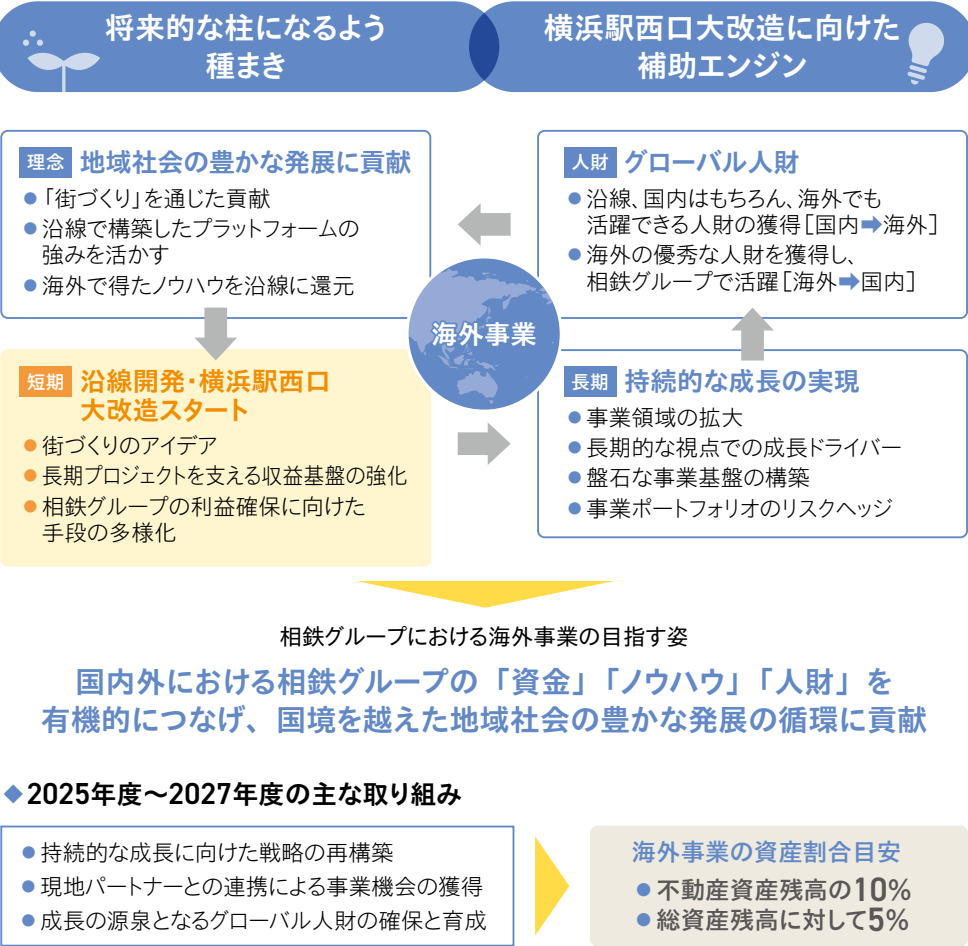 将来的な柱になるよう
種まき
横浜駅西口大改造に向けた
補助エンジン
理念 地域社会の豊かな発展に貢献
●「街づくり」を通じた貢献
●沿線で構築したプラットフォームの
強みを活かす
●海外で得たノウハウを沿線に還元
人財 グローバル人財
●沿線、国内はもちろん、海外でも
活躍できる人財の獲得[国内➡海外]
●海外の優秀な人財を獲得し、
相鉄グループで活躍[海外➡国内]
海外事業
短期 沿線開発・横浜駅西口
大改造スタート
●街づくりのアイデア
●長期プロジェクトを支える収益基盤の強化
●相鉄グループの利益確保に向けた
手段の多様化
長期 持続的な成長の実現
●事業領域の拡大
●長期的な視点での成長ドライバー
●盤石な事業基盤の構築
●事業ポートフォリオのリスクヘッジ
相鉄グループにおける海外事業の目指す姿
国内外における相鉄グループの「資金」「ノウハウ」「人財」を
有機的につなげ、国境を越えた地域社会の豊かな発展の循環に貢献
◆2025年度〜2027年度の主な取り組み
●持続的な成長に向けた戦略の再構築
●現地パートナーとの連携による事業機会の獲得
●成長の源泉となるグローバル人財の確保と育成
海外事業の資産割合目安
●不動産資産残高の10%
●総資産残高に対して5%